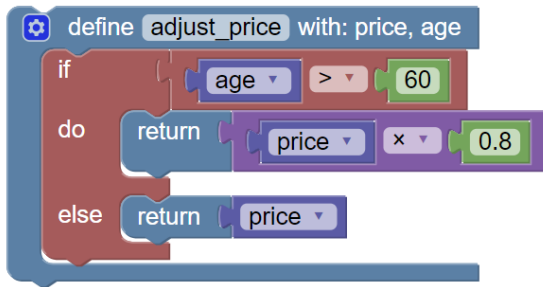 define adjust_price with: price, age
if age > 60
do return price × 0.8
else return price